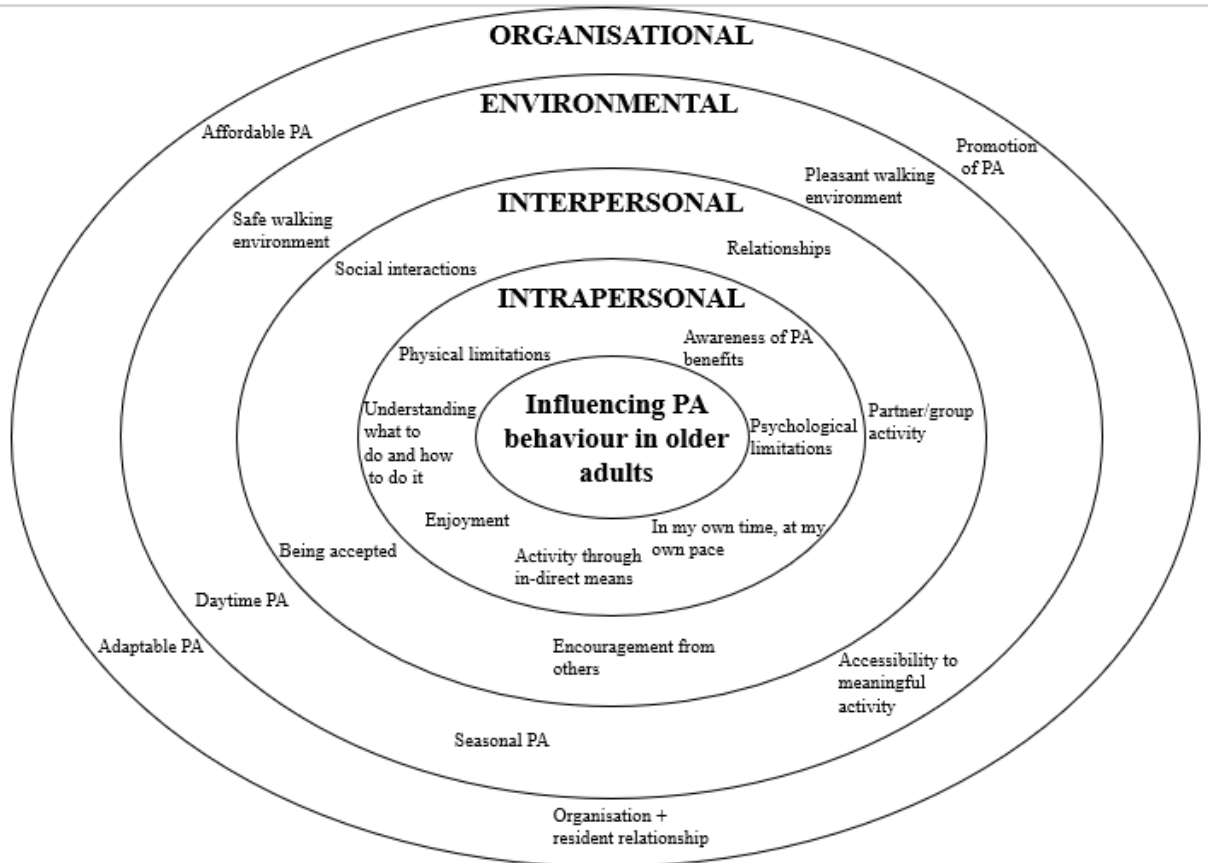 ORGANISATIONAL
ENVIRONMENTAL
Affordable PA
Promotion
of PA
Pleasant walking
environment
INTERPERSONAL
Safe walking
environment
Relationships
Social interactions
INTRAPERSONAL
Awareness of PA
benefits
Physical limitations
Influencing PA
behaviour in older
adults
Understanding
what to
do and how
to do it
Psychological
limitations
Partner/group
activity
Enjoyment
In my own time, at my
own pace
Activity through
in-direct means
Being accepted
Daytime PA
Adaptable PA
Encouragement from
others
Accessibility to
meaningful
activity
Seasonal PA
Organisation +
resident relationship